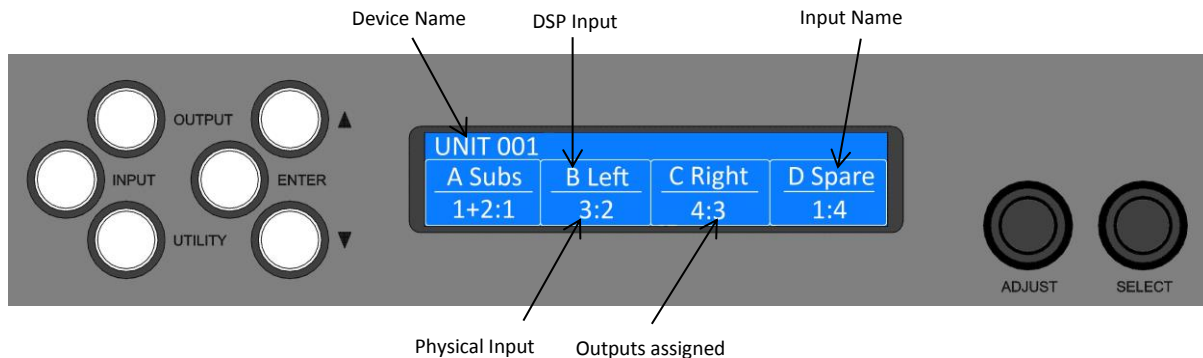 Device Name
DSP Input
Input Name
OUTPUT
▲
INPUT
ENTER
UTILITY
▼
UNIT 001
A Subs
B Left
C Right
D Spare
1+2:1
3:2
4:3
1:4
ADJUST
SELECT
Physical Input
Outputs assigned